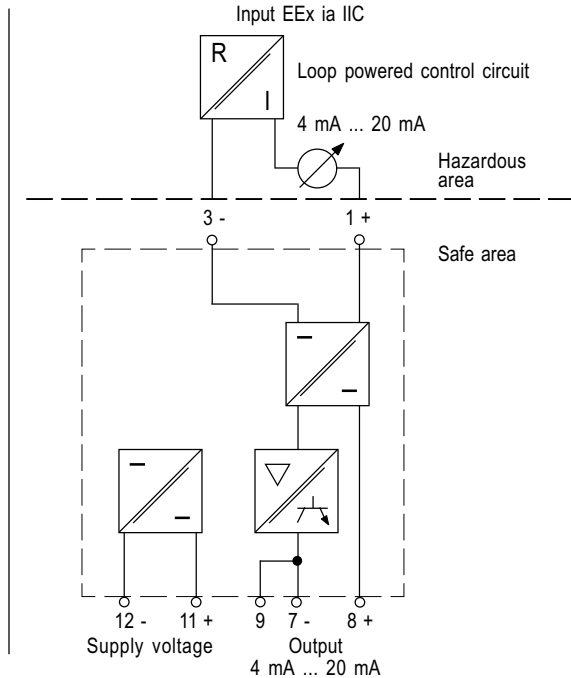 Input EEx ia IIC
R
I
Loop powered control circuit
4 mA ... 20 mA
Hazardous
area
3 -
1 +
Safe area
12 -
11 +
9
7 -
8 +
Supply voltage
Output
4 mA ... 20 mA